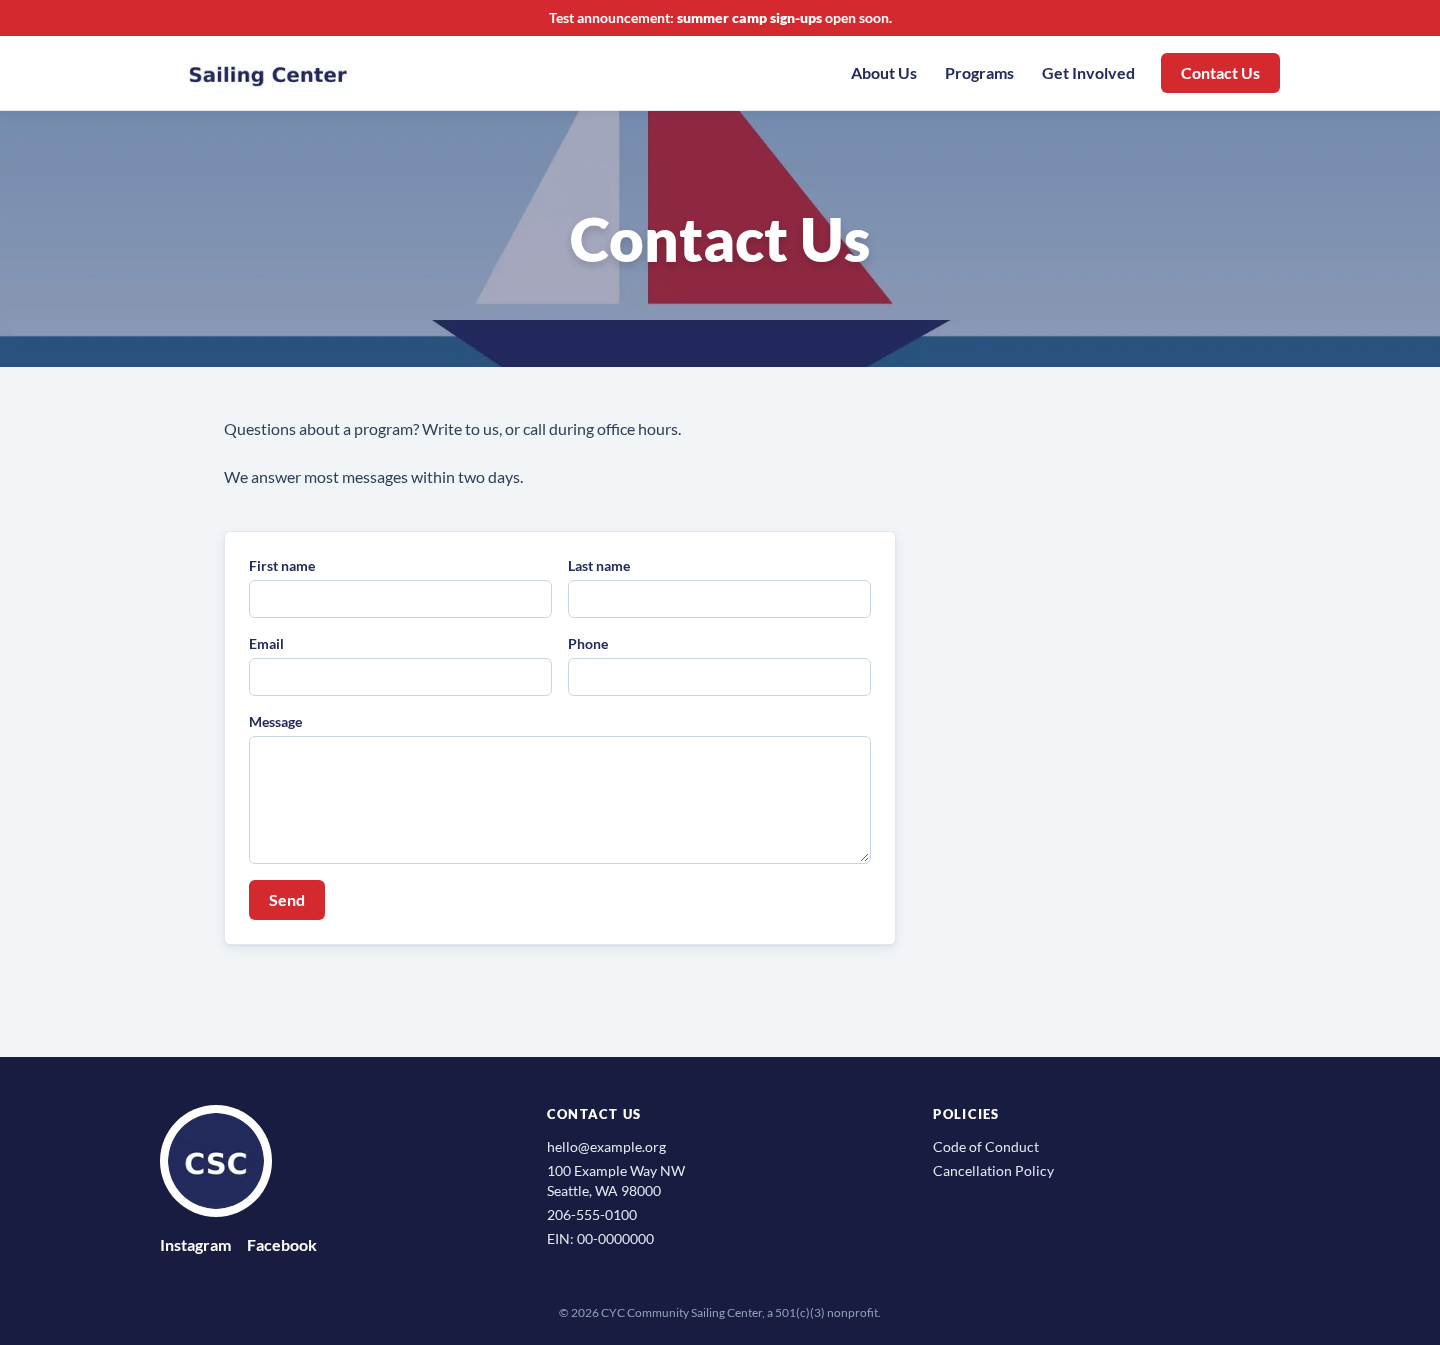 Test announcement: summer camp sign-ups open soon.
Sailing Center
About Us
Programs
Get Involved
Contact Us
Contact Us
Questions about a program? Write to us, or call during office hours.
We answer most messages within two days.
First name
Last name
Email
Phone
Message
Send
CSC
Instagram
Facebook
CONTACT US
hello@example.org
100 Example Way NW
Seattle, WA 98000
206-555-0100
EIN: 00-0000000
POLICIES
Code of Conduct
Cancellation Policy
© 2026 CYC Community Sailing Center, a 501(c)(3) nonprofit.